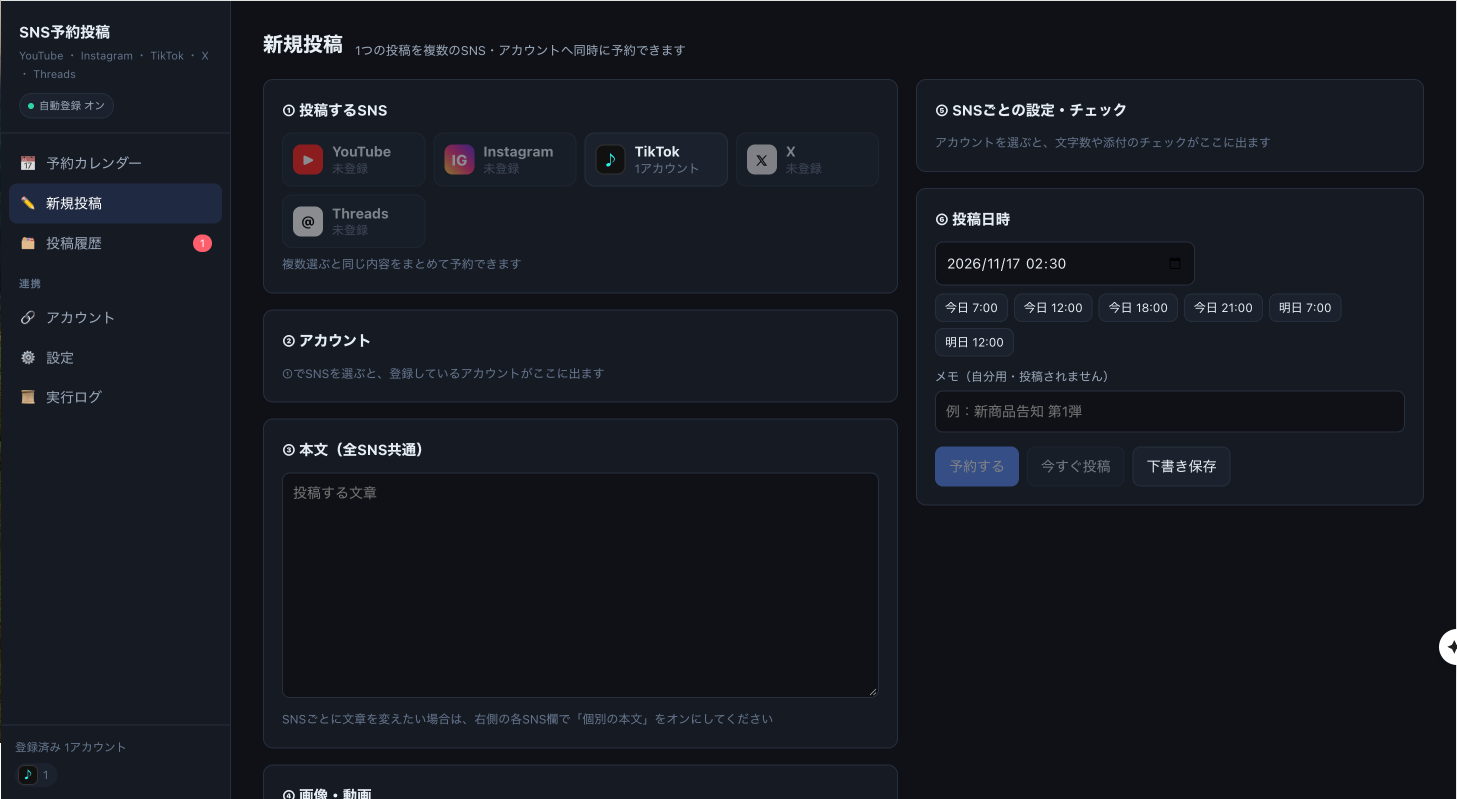 SNS予約投稿
YouTube ・ Instagram ・ TikTok ・ X
・ Threads
自動登録 オン
予約カレンダー
新規投稿
投稿履歴
1
連携
アカウント
設定
実行ログ
登録済み 1アカウント
1
新規投稿 1つの投稿を複数のSNS・アカウントへ同時に予約できます
① 投稿するSNS
YouTube
未登録
IG
Instagram
未登録
TikTok
1アカウント
X
未登録
@
Threads
未登録
複数選ぶと同じ内容をまとめて予約できます
② アカウント
①でSNSを選ぶと、登録しているアカウントがここに出ます
③ 本文（全SNS共通）
投稿する文章
SNSごとに文章を変えたい場合は、右側の各SNS欄で「個別の本文」をオンにしてください
④ 画像・動画
⑤ SNSごとの設定・チェック
アカウントを選ぶと、文字数や添付のチェックがここに出ます
⑥ 投稿日時
2026/11/17 02:30
今日 7:00 今日 12:00 今日 18:00 今日 21:00 明日 7:00
明日 12:00
メモ（自分用・投稿されません）
例：新商品告知 第1弾
予約する 今すぐ投稿 下書き保存